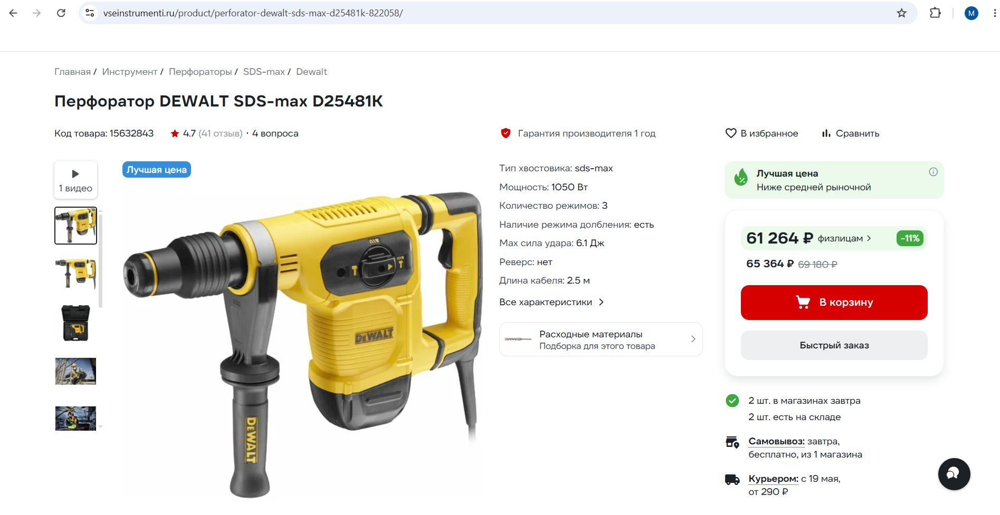 vseinstrumenti.ru/product/perforator-dewalt-sds-max-d25481k-822058/
M
Главная / Инструмент / Перфораторы / SDS-max / Dewalt
Перфоратор DEWALT SDS-max D25481K
Код товара: 15632843
4.7 (41 отзыв) · 4 вопроса
Гарантия производителя 1 год
В избранное
Сравнить
1 видео
Лучшая цена
DEWALT
DEWALT
Тип хвостовика: sds-max
Мощность: 1050 Вт
Количество режимов: 3
Наличие режима долбления: есть
Max сила удара: 6.1 Дж
Реверс: нет
Длина кабеля: 2.5 м
Все характеристики
Расходные материалы
Подборка для этого товара
Лучшая цена
Ниже средней рыночной
61 264 ₽ физлицам -11%
65 364 ₽ 69 180 ₽
В корзину
Быстрый заказ
2 шт. в магазинах завтра
2 шт. есть на складе
Самовывоз: завтра,
бесплатно, из 1 магазина
Курьером: с 19 мая,
от 290 ₽